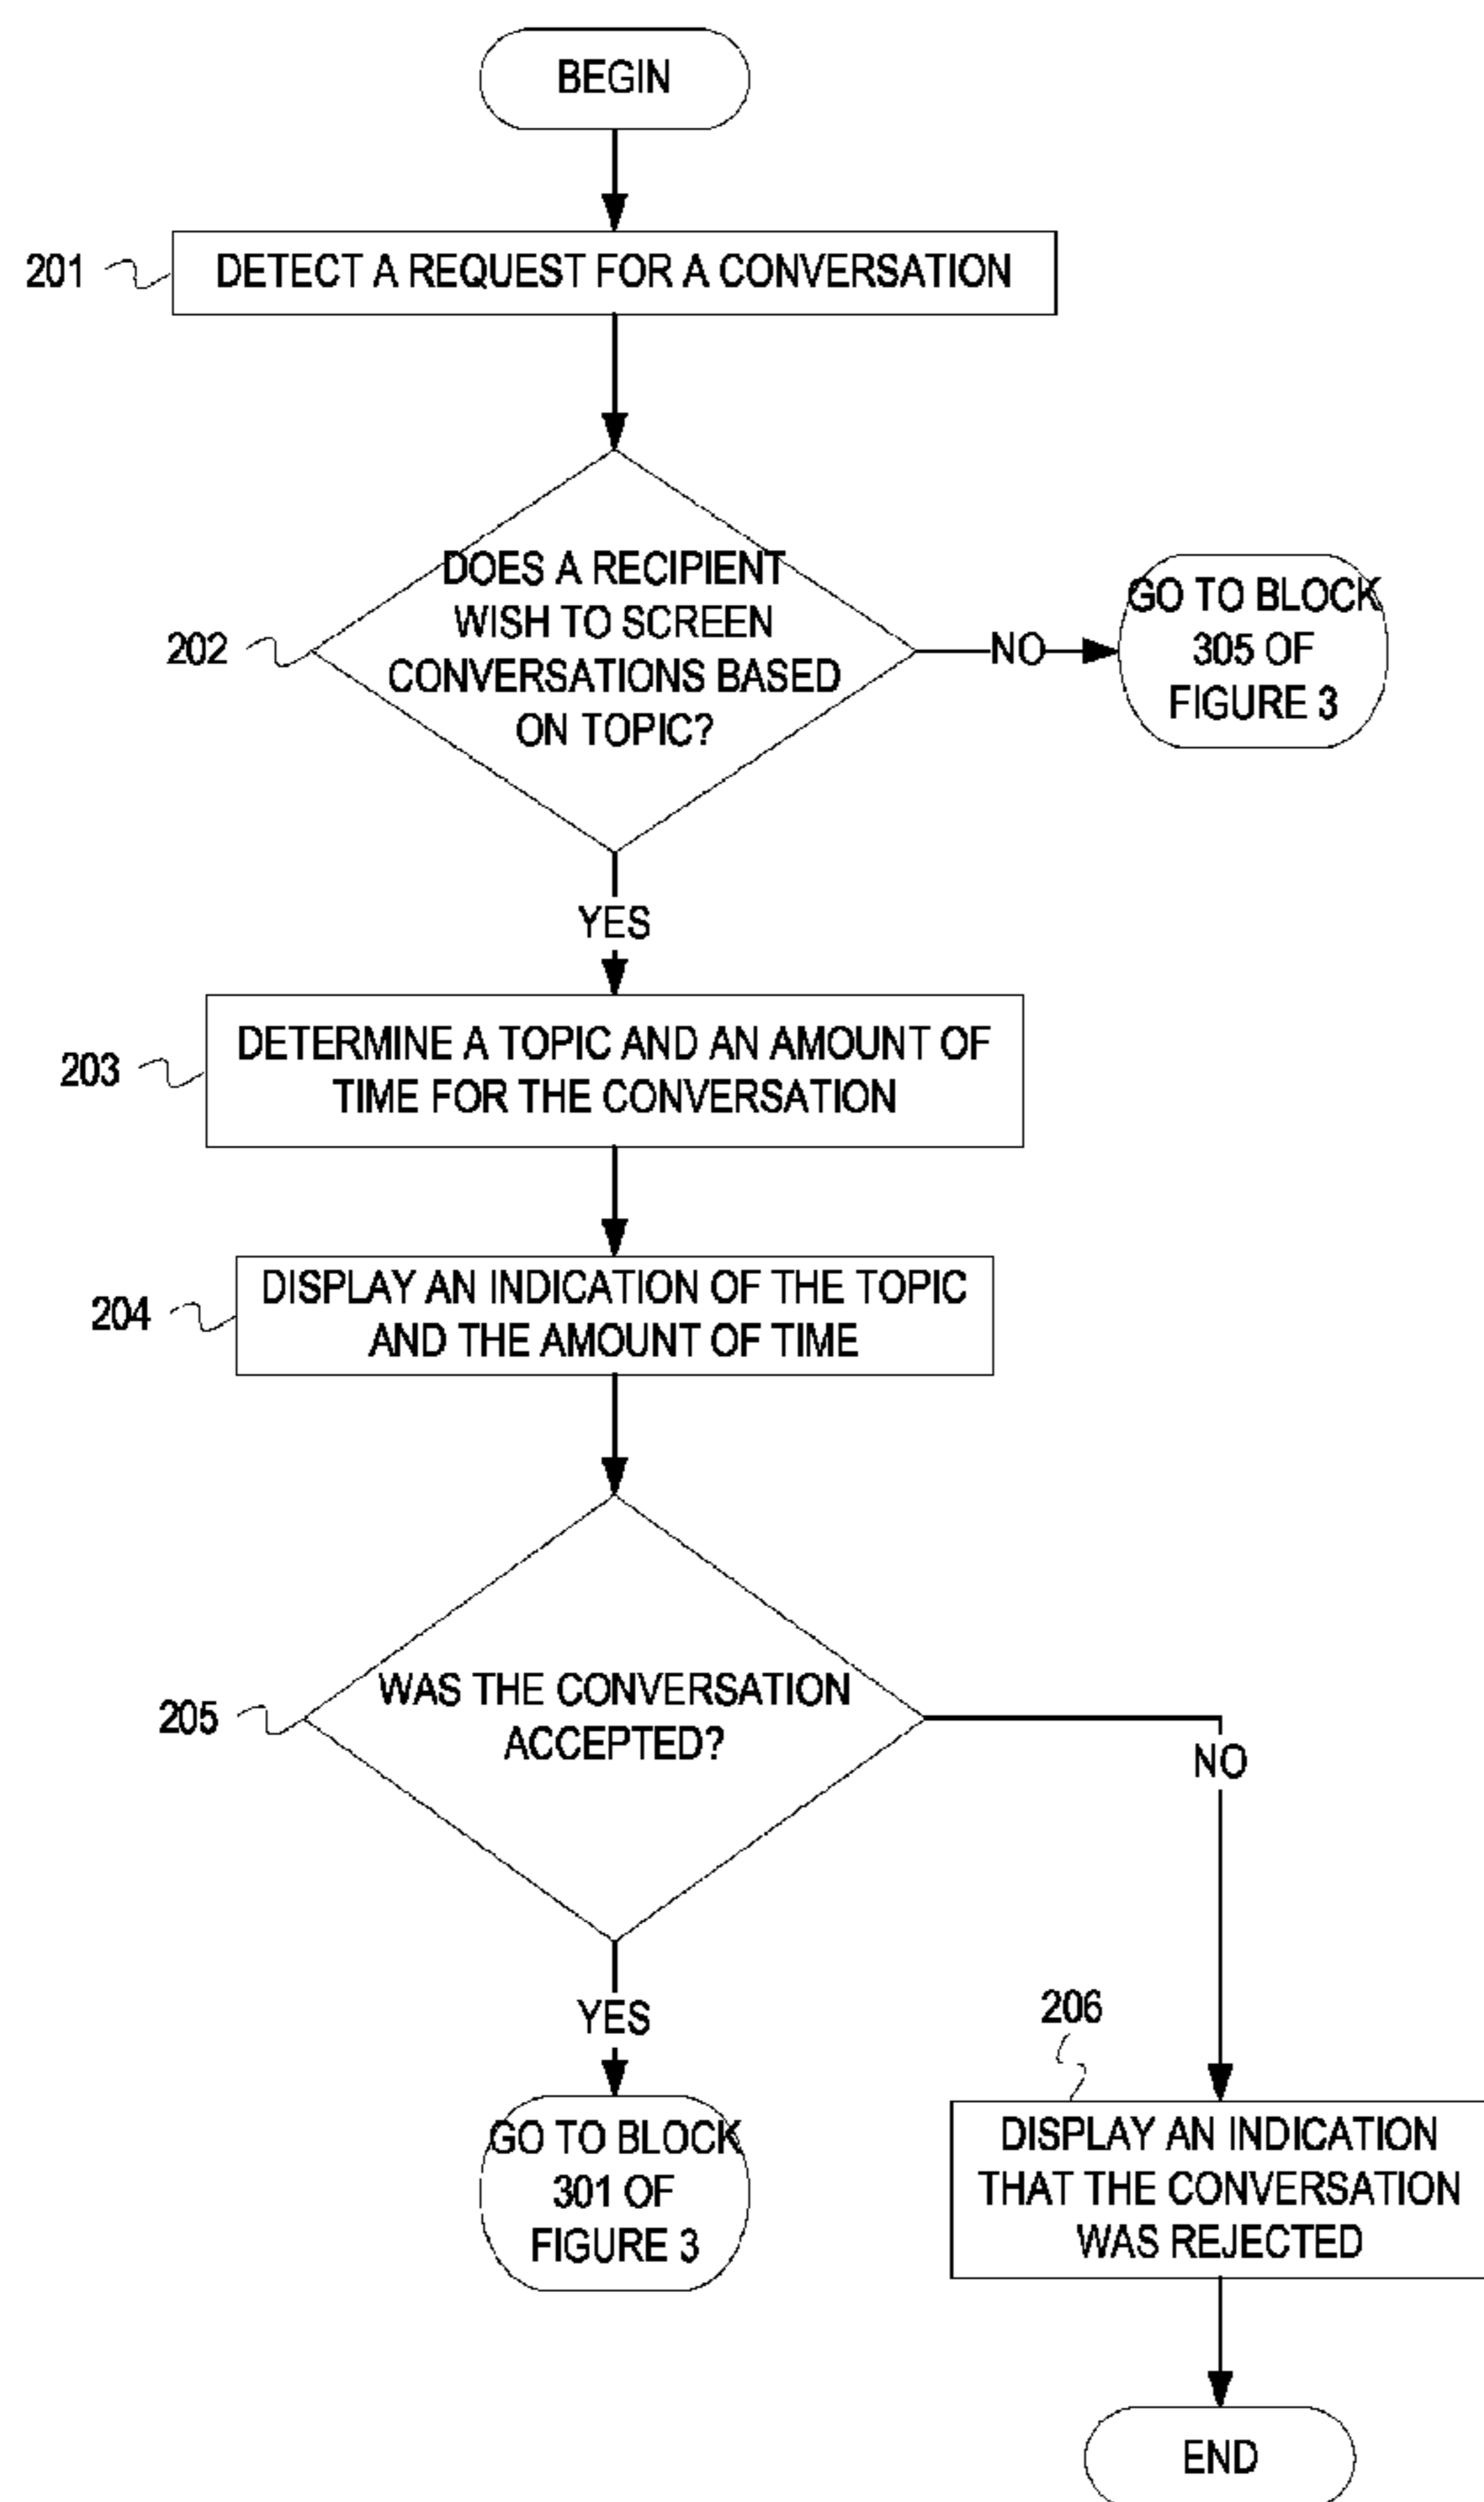 BEGIN
201
DETECT A REQUEST FOR A CONVERSATION
DOES A RECIPIENT
WISH TO SCREEN
CONVERSATIONS BASED
ON TOPIC?
202
NO
GO TO BLOCK
305 OF
FIGURE 3
YES
203
DETERMINE A TOPIC AND AN AMOUNT OF
TIME FOR THE CONVERSATION
204
DISPLAY AN INDICATION OF THE TOPIC
AND THE AMOUNT OF TIME
205
WAS THE CONVERSATION
ACCEPTED?
NO
YES
GO TO BLOCK
301 OF
FIGURE 3
206
DISPLAY AN INDICATION
THAT THE CONVERSATION
WAS REJECTED
END